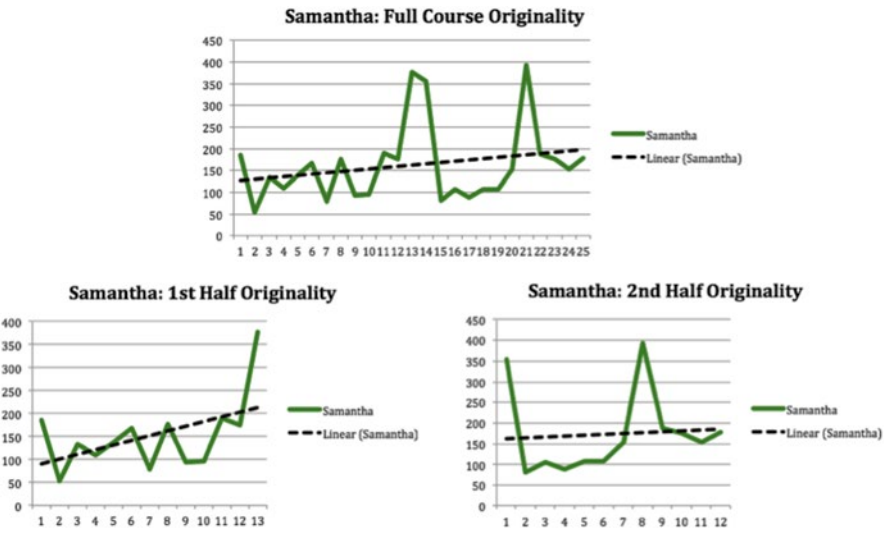 Samantha: Full Course Originality
450
400
350
300
250
200
150
100
50
0
1 2 3 4 5 6 7 8 9 10 11 12 13 14 15 16 17 18 19 20 21 22 23 24 25
Samantha
Linear (Samantha)
Samantha: 1st Half Originality
400
350
300
250
200
150
100
50
0
1 2 3 4 5 6 7 8 9 10 11 12 13
Samantha
Linear (Samantha)
Samantha: 2nd Half Originality
450
400
350
300
250
200
150
100
50
0
1 2 3 4 5 6 7 8 9 10 11 12
Samantha
Linear (Samantha)